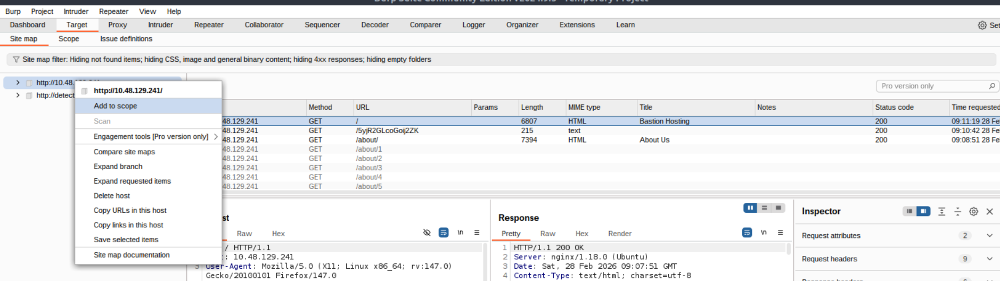 Burp Suite Community Edition v2024.9.5 - Temporary Project
Burp Project Intruder Repeater View Help
Dashboard Target Proxy Intruder Repeater Collaborator Sequencer Decoder Comparer Logger Organizer Extensions Learn Set
Site map Scope Issue definitions
Site map filter: Hiding not found items; hiding CSS, image and general binary content; hiding 4xx responses; hiding empty folders
http://10.48.
http://detect
Pro version only
http://10.48.129.241/
Add to scope
Scan
Engagement tools [Pro version only]
Compare site maps
Expand branch
Expand requested items
Delete host
Copy URLs in this host
Copy links in this host
Save selected items
Site map documentation
Method URL Params Length MIME type Title Notes Status code Time requested
48.129.241 GET / 6807 HTML Bastion Hosting 200 09:11:19 28 Fe
48.129.241 GET /5yjR2GLcoGoij2ZK 215 text 200 09:10:42 28 Fe
48.129.241 GET /about/ 7394 HTML About Us 200 09:08:51 28 Fe
48.129.241 GET /about/1
48.129.241 GET /about/2
48.129.241 GET /about/3
48.129.241 GET /about/4
48.129.241 GET /about/5
st
Raw Hex \n
/ HTTP/1.1
: 10.48.129.241
3 User-Agent: Mozilla/5.0 (X11; Linux x86_64; rv:147.0)
Gecko/20100101 Firefox/147.0
Response
Pretty Raw Hex Render \n
1 HTTP/1.1 200 OK
2 Server: nginx/1.18.0 (Ubuntu)
3 Date: Sat, 28 Feb 2026 09:07:51 GMT
4 Content-Type: text/html; charset=utf-8
Inspector
Request attributes 2
Request headers 9